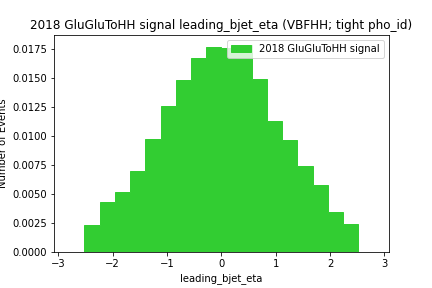 2018 GluGluToHH signal leading_bjet_eta (VBFHH; tight pho_id)
2018 GluGluToHH signal
Number of Events
0.0175
0.0150
0.0125
0.0100
0.0075
0.0050
0.0025
0.0000
−3 −2 −1 0 1 2 3
leading_bjet_eta